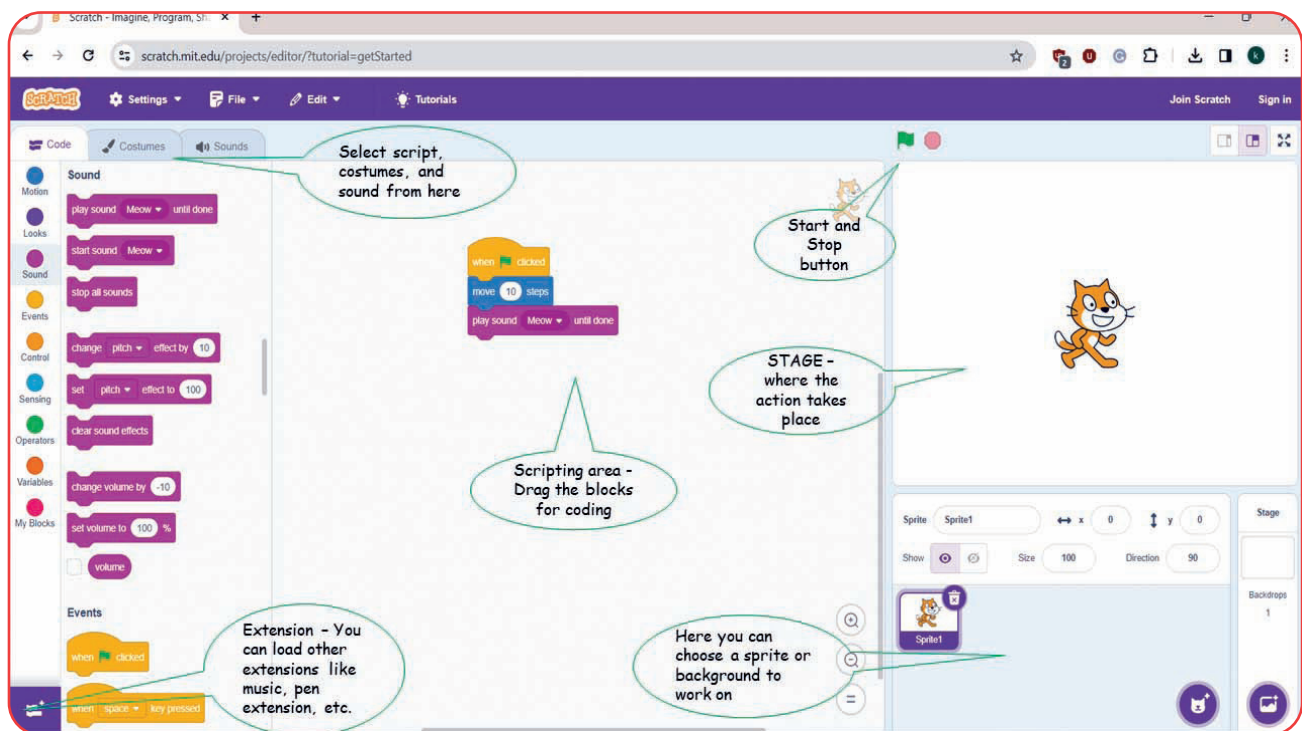 Scratch - Imagine, Program, Sh
scratch.mit.edu/projects/editor/?tutorial=getStarted
2
k
SCRATCH
Settings
File
Edit
Tutorials
Join Scratch
Sign in
Code
Costumes
Sounds
Select script,
costumes, and
sound from here
Start and
Stop
button
Motion
Looks
Sound
Events
Control
Sensing
Operators
Variables
My Blocks
Sound
play sound Meow until done
start sound Meow
stop all sounds
change pitch effect by 10
set pitch effect to 100
clear sound effects
change volume by -10
set volume to 100 %
volume
Events
when clicked
when space key pressed
when clicked
move 10 steps
play sound Meow until done
Scripting area -
Drag the blocks
for coding
STAGE -
where the
action takes
place
Extension - You
can load other
extensions like
music, pen
extension, etc.
Here you can
choose a sprite or
background to
work on
Sprite Sprite1 x 0 y 0
Show Size 100 Direction 90
Sprite1
Stage
Backdrops
1